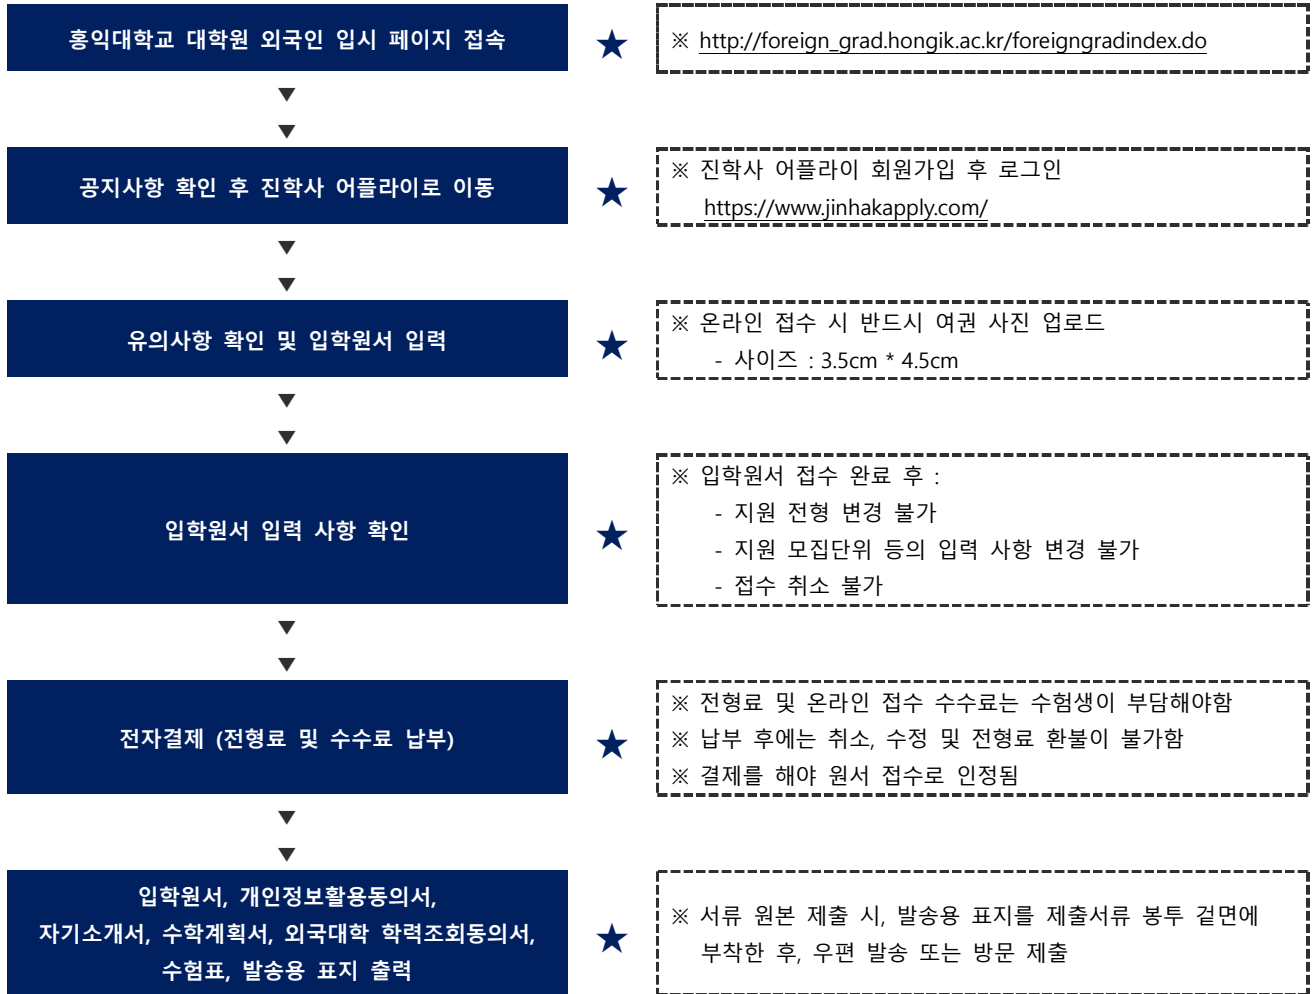 홍익대학교 대학원 외국인 입시 페이지 접속
★
※ http://foreign_grad.hongik.ac.kr/foreigngradindex.do
▼
▼
공지사항 확인 후 진학사 어플라이로 이동
★
※ 진학사 어플라이 회원가입 후 로그인
https://www.jinhakapply.com/
▼
▼
유의사항 확인 및 입학원서 입력
★
※ 온라인 접수 시 반드시 여권 사진 업로드
- 사이즈 : 3.5cm * 4.5cm
▼
▼
입학원서 입력 사항 확인
★
※ 입학원서 접수 완료 후 :
- 지원 전형 변경 불가
- 지원 모집단위 등의 입력 사항 변경 불가
- 접수 취소 불가
▼
▼
전자결제 (전형료 및 수수료 납부)
★
※ 전형료 및 온라인 접수 수수료는 수험생이 부담해야함
※ 납부 후에는 취소, 수정 및 전형료 환불이 불가함
※ 결제를 해야 원서 접수로 인정됨
▼
▼
입학원서, 개인정보활용동의서,
자기소개서, 수학계획서, 외국대학 학력조회동의서,
수험표, 발송용 표지 출력
★
※ 서류 원본 제출 시, 발송용 표지를 제출서류 봉투 겉면에
부착한 후, 우편 발송 또는 방문 제출